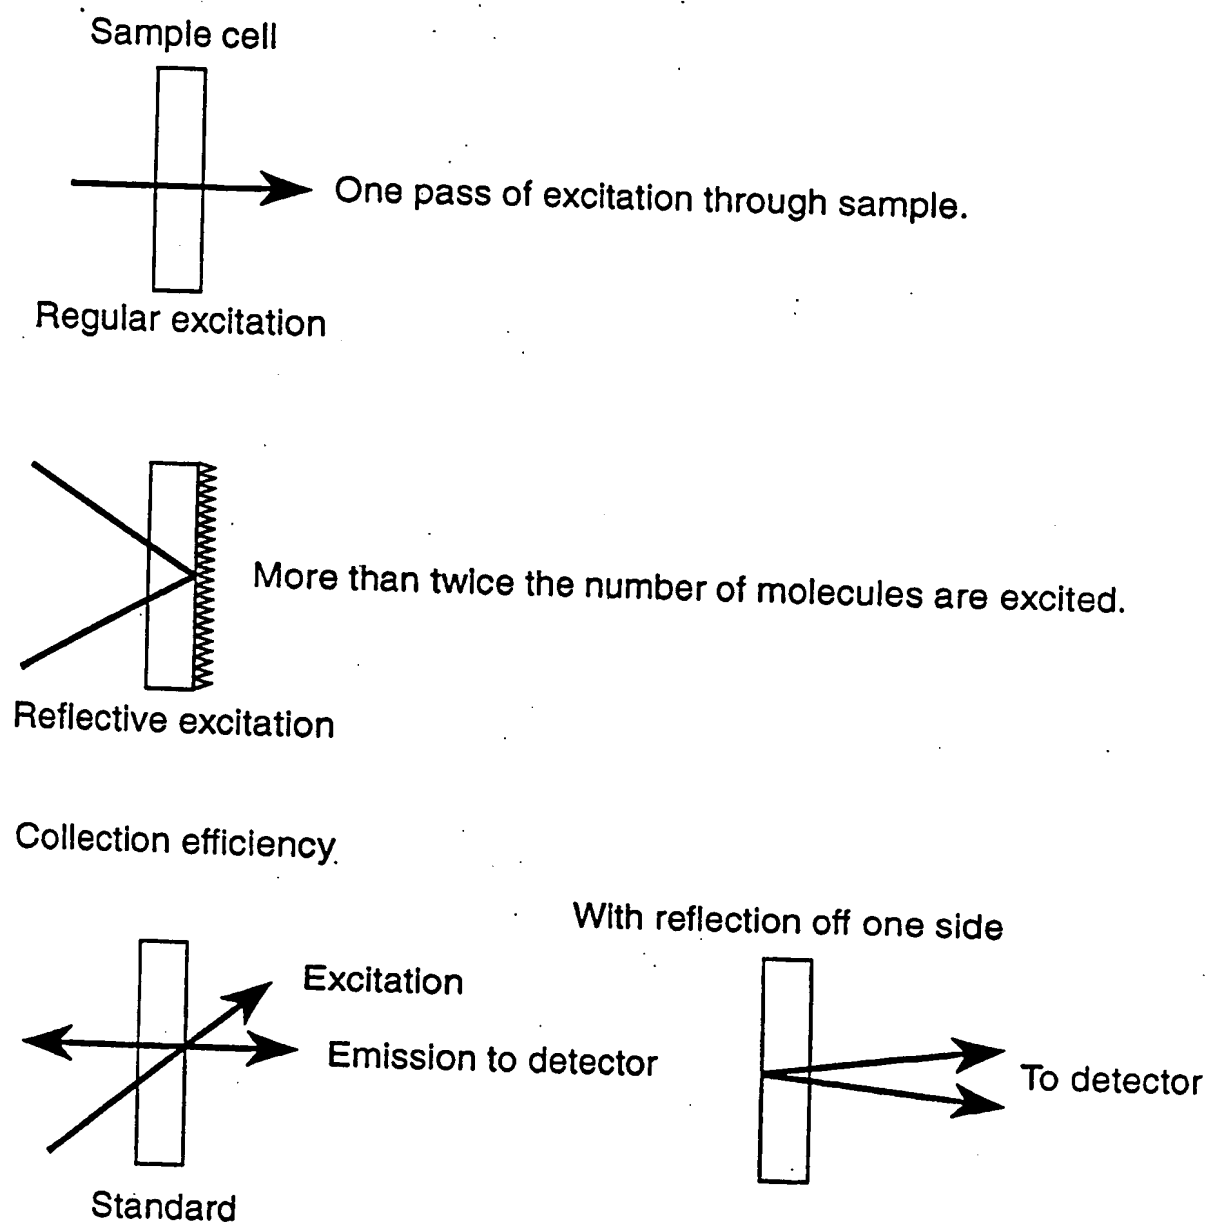 Sample cell
One pass of excitation through sample.
Regular excitation
More than twice the number of molecules are excited.
Reflective excitation
Collection efficiency.
With reflection off one side
Excitation
Emission to detector
To detector
Standard